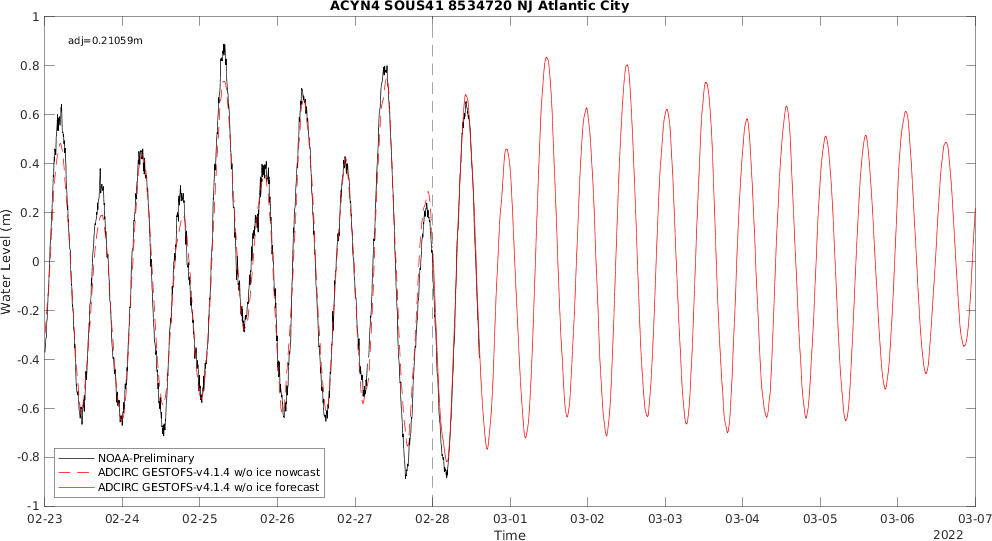 ACYN4 SOUS41 8534720 NJ Atlantic City
adj=0.21059m
1
0.8
0.6
0.4
0.2
0
-0.2
-0.4
-0.6
-0.8
-1
Water Level (m)
NOAA-Preliminary
ADCIRC GESTOFS-v4.1.4 w/o ice nowcast
ADCIRC GESTOFS-v4.1.4 w/o ice forecast
02-23 02-24 02-25 02-26 02-27 02-28 03-01 03-02 03-03 03-04 03-05 03-06 03-07
Time
2022